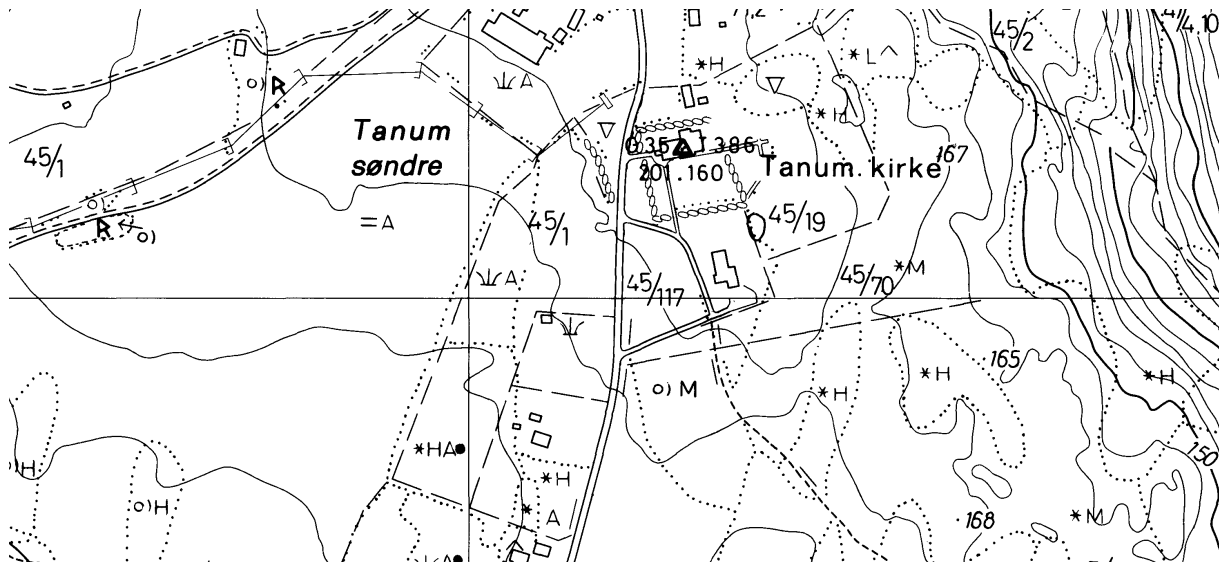 45/2
4.10
H
L
A
R
H
Tanum
søndre
G35 T 386
201.160
Tanum. kirke
167
45/1
=A
45/1
45/19
R
o)
A
45/117
45/70
M
165
H
H
H
o) M
H
HA
H
150
H
o)H
A
168
M
A